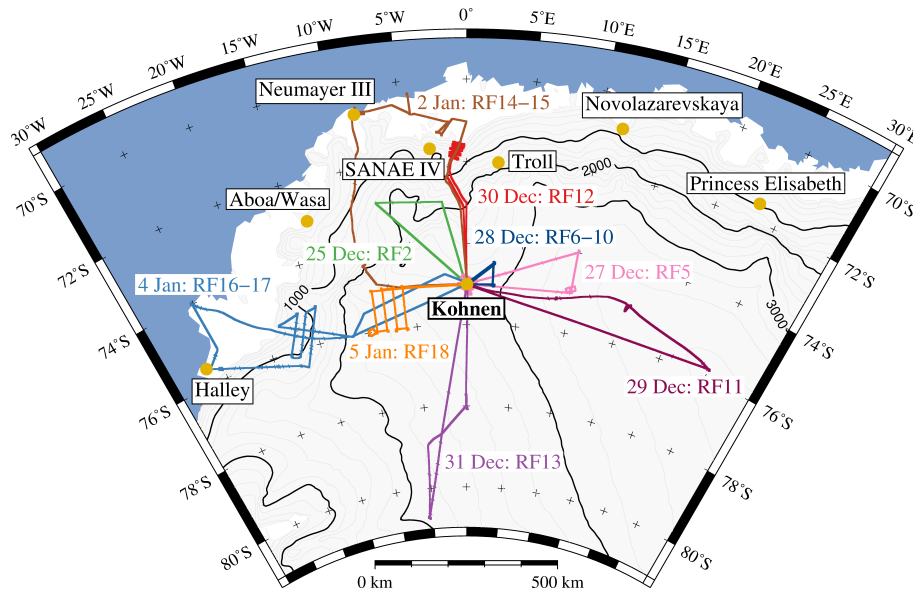 0°
5°W
5°E
10°W
10°E
15°W
15°E
20°W
20°E
25°W
25°E
30°W
30°E
Neumayer III
2 Jan: RF14−15
Novolazarevskaya
SANAE IV
Troll
2000
70°S
70°S
Princess Elisabeth
Aboa/Wasa
30 Dec: RF12
28 Dec: RF6−10
25 Dec: RF2
27 Dec: RF5
72°S
72°S
4 Jan: RF16−17
1000
Kohnen
3000
74°S
74°S
5 Jan: RF18
Halley
29 Dec: RF11
76°S
76°S
31 Dec: RF13
78°S
78°S
80°S
80°S
0 km
500 km